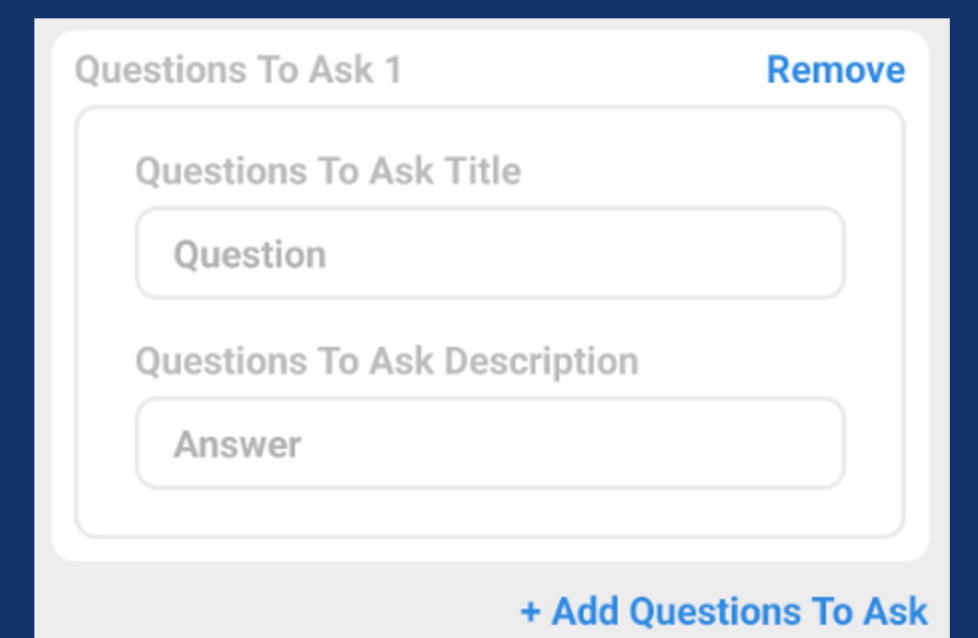 Questions To Ask 1
Remove
Questions To Ask Title
Question
Questions To Ask Description
Answer
+ Add Questions To Ask